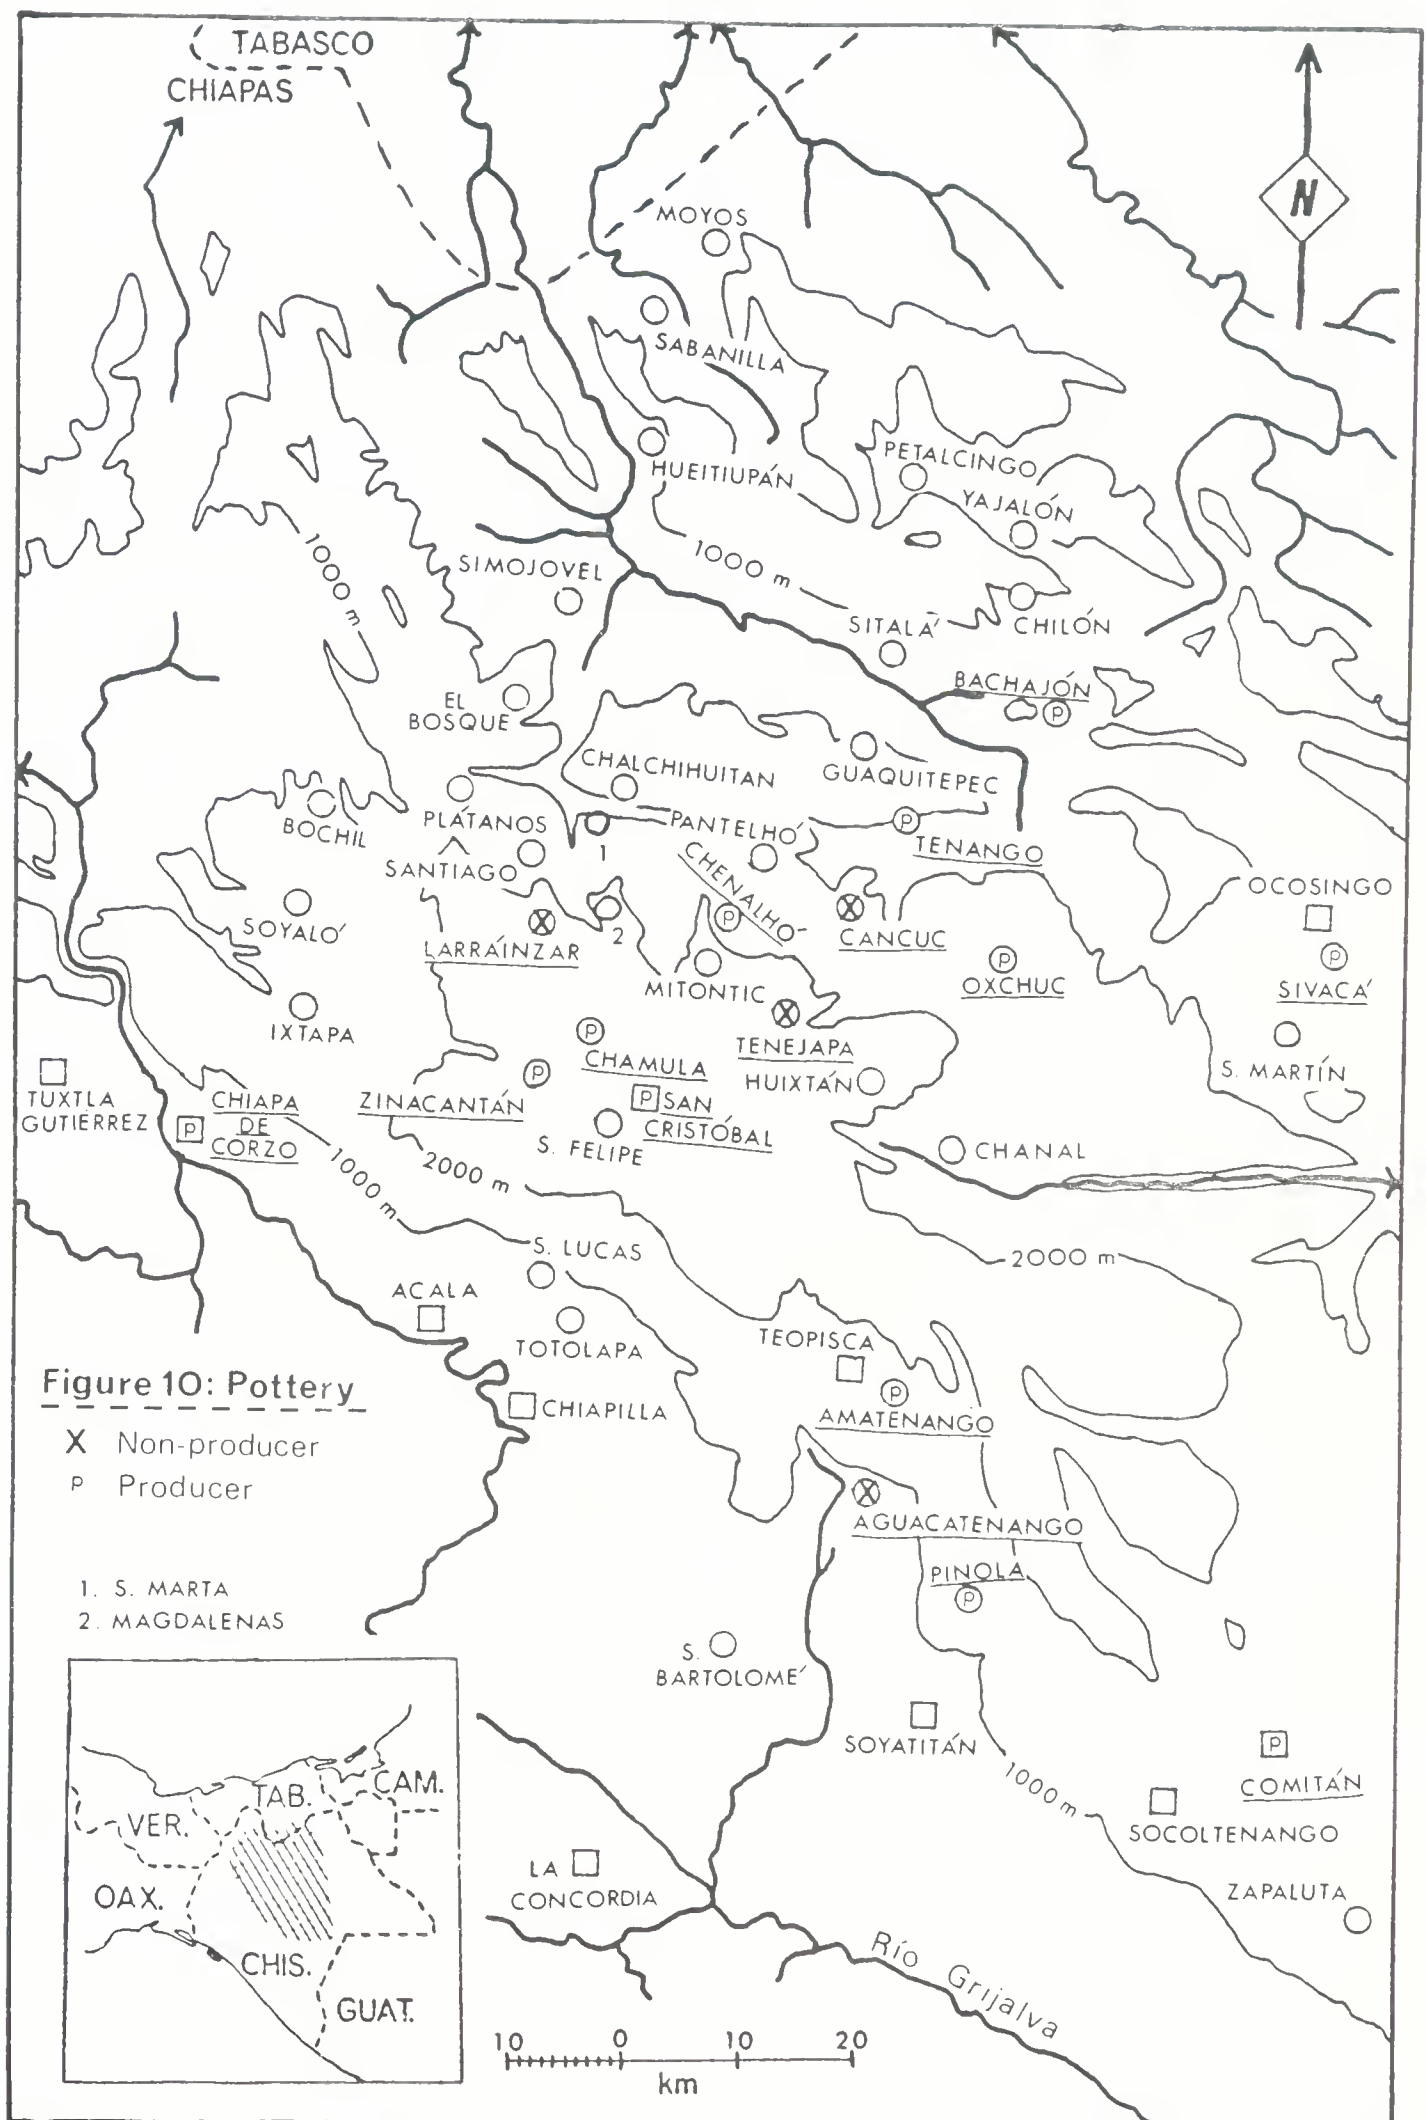 TABASCO
CHIAPAS
N
MOYOS
SABANILLA
HUEITIUPÁN
PETALCINGO
YAJALÓN
1000 m
1000 m
SIMOJOVEL
SITALÁ
CHILÓN
BACHAJÓN
P
EL
BOSQUE
CHALCHIHUITAN
GUAQUITEPEC
BOCHIL
PLÁTANOS
1
PANTELHÓ
P
TENANGO
SANTIAGO
CHENALHÓ
P
OCOSINGO
SOYALÓ
X
LARRAÍNZAR
2
X
CANCUC
P
OXCHUC
P
SIVACÁ
MITONTIC
IXTAPA
X
TENEJAPA
P
CHAMULA
S. MARTÍN
TUXTLA
GUTIÉRREZ
P
CHIAPA
DE
CORZO
P
ZINACANTÁN
HUIXTÁN
P SAN
CRISTÓBAL
S. FELIPE
CHANAL
1000 m
2000 m
S. LUCAS
2000 m
ACALA
TOTOLAPA
TEOPISCA
Figure 10: Pottery
CHIAPILLA
P
AMATENANGO
X Non-producer
P Producer
X
AGUACATENANGO
PINOLA
P
1. S. MARTA
2. MAGDALENAS
S.
BARTOLOMÉ
SOYATITÁN
P
COMITÁN
1000 m
SOCOLTENANGO
TAB.
CAM.
VER.
OAX.
CHIS.
GUAT.
LA
CONCORDIA
ZAPALUTA
Río Grijalva
10 0 10 20
km